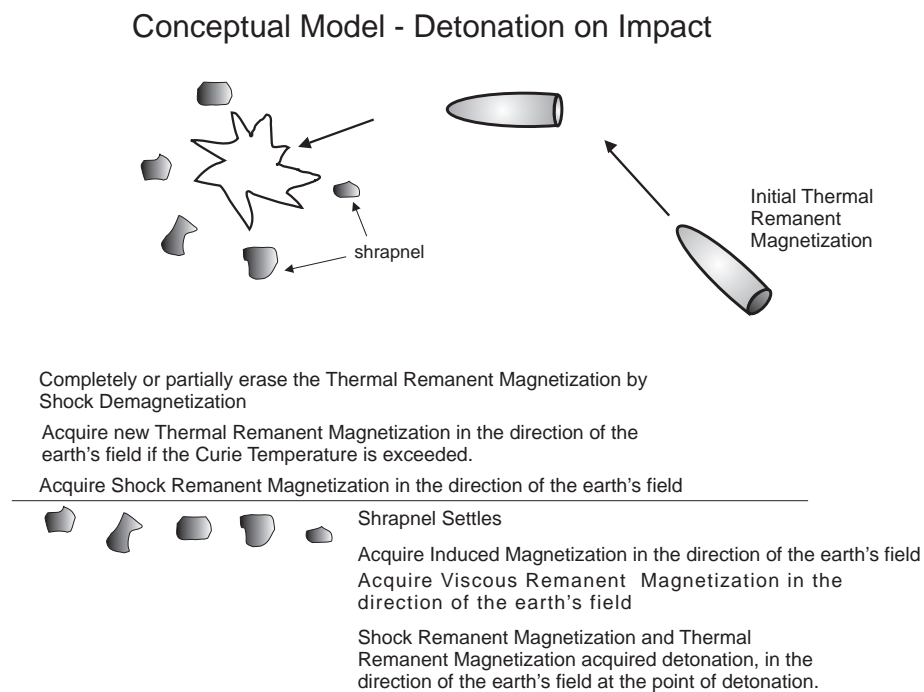 Conceptual Model - Detonation on Impact
Initial Thermal
Remanent
Magnetization
shrapnel
Completely or partially erase the Thermal Remanent Magnetization by
Shock Demagnetization
Acquire new Thermal Remanent Magnetization in the direction of the
earth's field if the Curie Temperature is exceeded.
Acquire Shock Remanent Magnetization in the direction of the earth's field
Shrapnel Settles
Acquire Induced Magnetization in the direction of the earth's field
Acquire Viscous Remanent Magnetization in the
direction of the earth's field
Shock Remanent Magnetization and Thermal
Remanent Magnetization acquired detonation, in the
direction of the earth's field at the point of detonation.